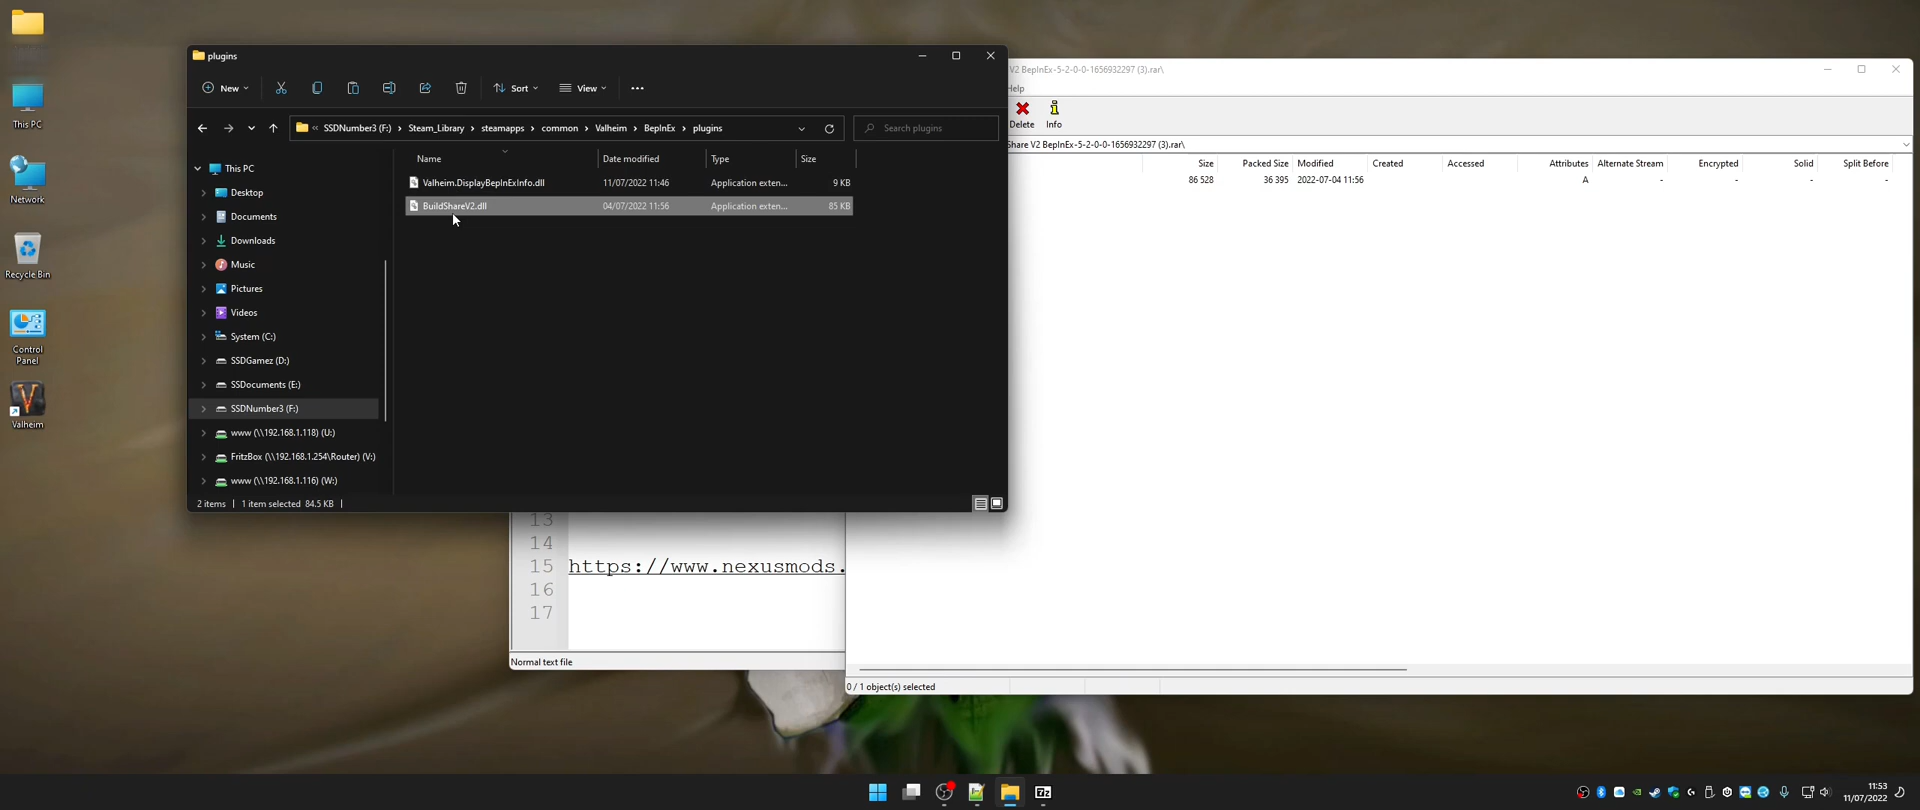 This PC
Network
Recycle Bin
Control
Panel
Valheim
plugins
New
Sort
View
« SSDNumber3 (F:) > Steam_Library > steamapps > common > Valheim > BepInEx > plugins
Search plugins
This PC
Desktop
Documents
Downloads
Music
Pictures
Videos
System (C:)
SSDGamez (D:)
SSDocuments (E:)
SSDNumber3 (F:)
www (\\192.168.1.118) (U:)
FritzBox (\\192.168.1.254\Router) (V:)
www (\\192.168.1.116) (W:)
Name Date modified Type Size
Valheim.DisplayBepInExInfo.dll 11/07/2022 11:46 Application exten... 9 KB
BuildShareV2.dll 04/07/2022 11:56 Application exten... 85 KB
2 items | 1 item selected 84.5 KB |
V2 BepInEx-5-2-0-0-1656932297 (3).rar\
Help
Delete Info
Share V2 BepInEx-5-2-0-0-1656932297 (3).rar\
Size Packed Size Modified Created Accessed Attributes Alternate Stream Encrypted Solid Split Before
86 528 36 395 2022-07-04 11:56 A - - - -
0 / 1 object(s) selected
13
14
15 https://www.nexusmods.
16
17
Normal text file
7z
11:53
11/07/2022